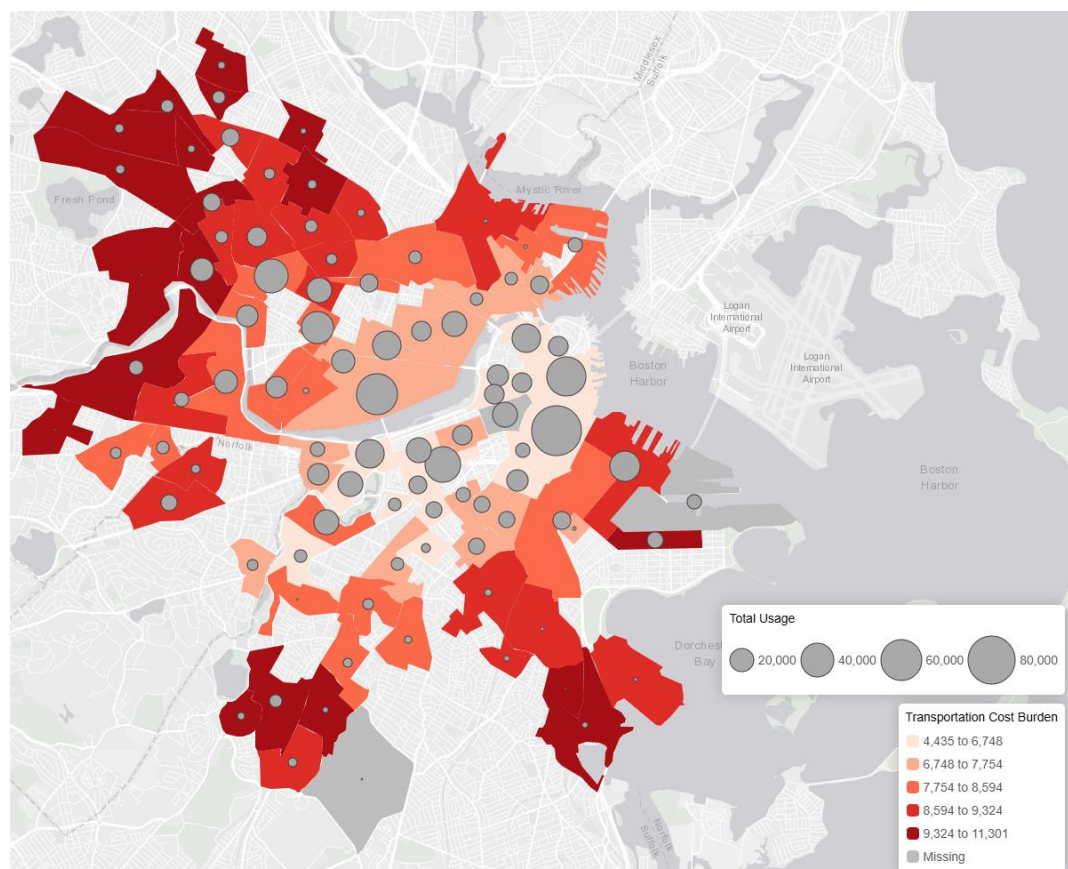 Middlesex
Suffolk
Fresh Pond
Mystic River
Logan
International
Airport
Logan
International
Airport
Boston
Harbor
Norfolk
Boston
Harbor
Total Usage
20,000
40,000
60,000
80,000
Bay
Transportation Cost Burden
4,435 to 6,748
6,748 to 7,754
7,754 to 8,594
8,594 to 9,324
9,324 to 11,301
Missing
Norfolk
Suffolk